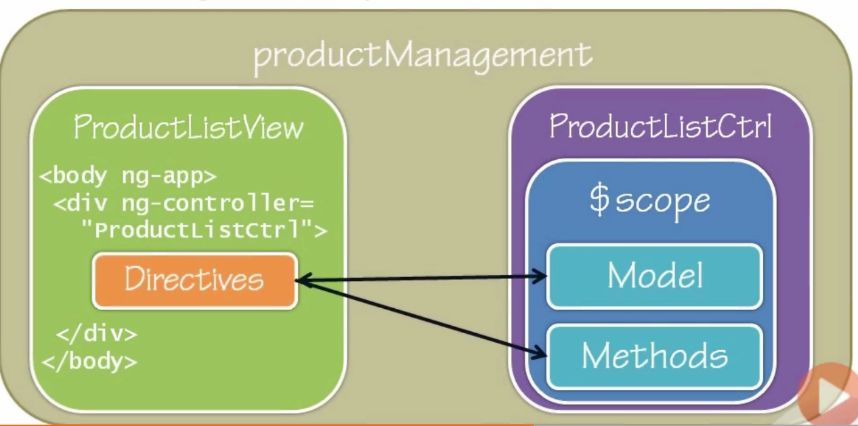 productManagement
ProductListView
<body ng-app>
<div ng-controller=
"ProductListCtrl">
Directives
</div>
</body>
ProductListCtrl
$scope
Model
Methods